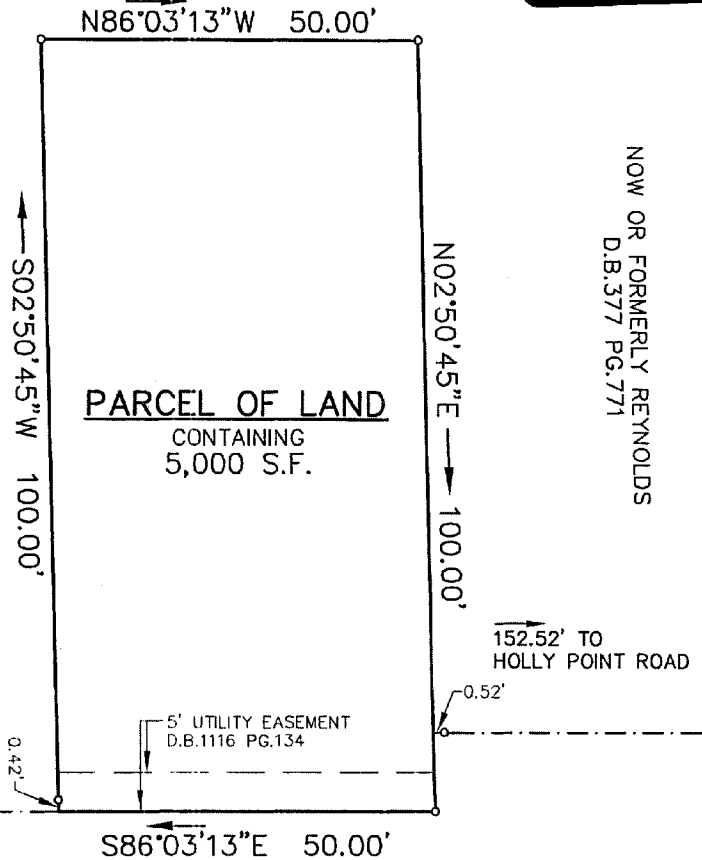 N86°03'13"W 50.00'
NOW OR FORMERLY REYNOLDS
D.B.377 PG.771
S02°50'45"W 100.00'
N02°50'45"E 100.00'
PARCEL OF LAND
CONTAINING
5,000 S.F.
152.52' TO
HOLLY POINT ROAD
0.52'
5' UTILITY EASEMENT
D.B.1116 PG.134
0.42'
S86°03'13"E 50.00'